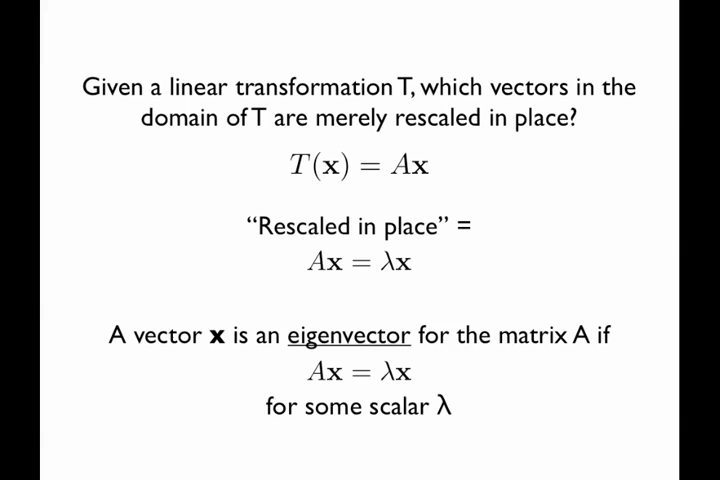 Given a linear transformation T, which vectors in the
domain of T are merely rescaled in place?
T(x) = Ax
“Rescaled in place” =
Ax = λx
A vector x is an eigenvector for the matrix A if
Ax = λx
for some scalar λ